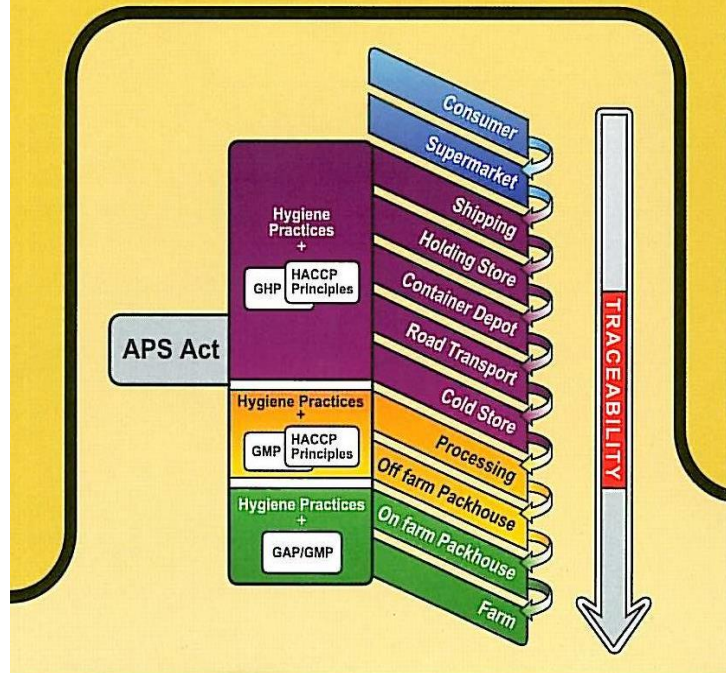 Consumer
Supermarket
Shipping
Holding Store
Container Depot
Road Transport
Cold Store
Processing
Off farm Packhouse
On farm Packhouse
Farm
Hygiene
Practices
+
GHP
HACCP
Principles
APS Act
Hygiene Practices
+
GMP
HACCP
Principles
Hygiene Practices
+
GAP/GMP
TRACEABILITY